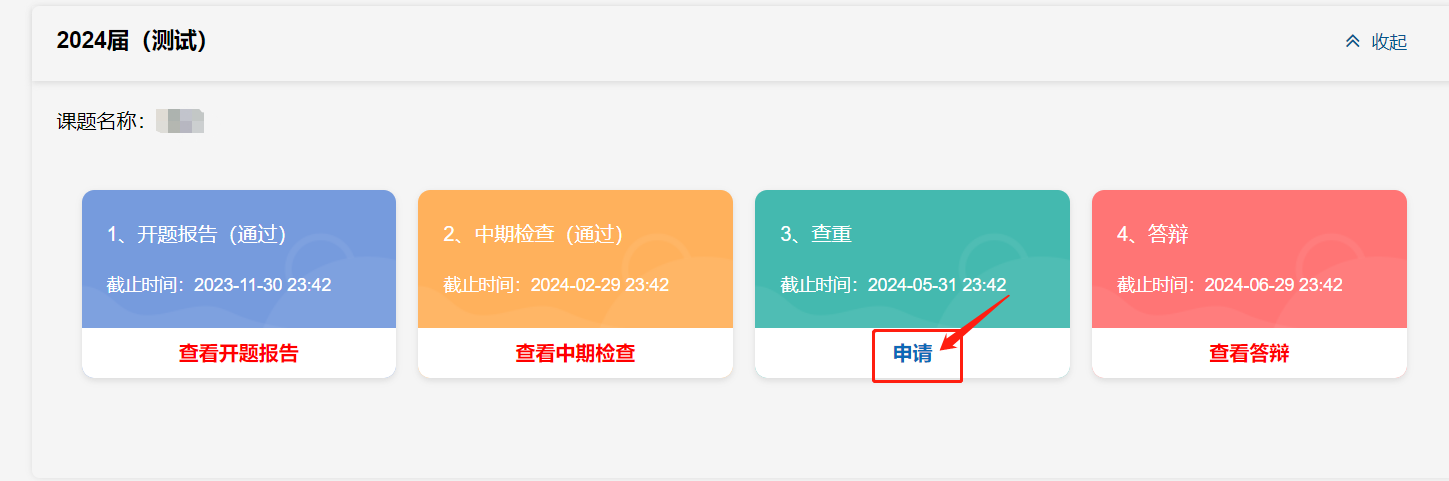 2024届（测试）
收起
课题名称：
1、开题报告（通过）
截止时间：2023-11-30 23:42
查看开题报告
2、中期检查（通过）
截止时间：2024-02-29 23:42
查看中期检查
3、查重
截止时间：2024-05-31 23:42
申请
4、答辩
截止时间：2024-06-29 23:42
查看答辩